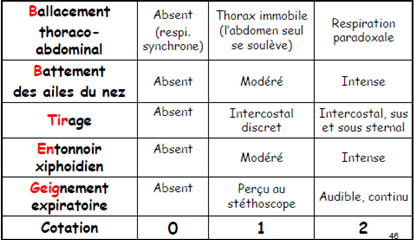 Ballacement thoraco-abdominal
Absent (respi. synchrone)
Thorax immobile (l'abdomen seul se soulève)
Respiration paradoxale
Battement des ailes du nez
Absent
Modéré
Intense
Tirage
Absent
Intercostal discret
Intercostal, sus et sous sternal
Entonnoir xiphoidien
Absent
Modéré
Intense
Geignement expiratoire
Absent
Perçu au stéthoscope
Audible, continu
Cotation
0
1
2
46